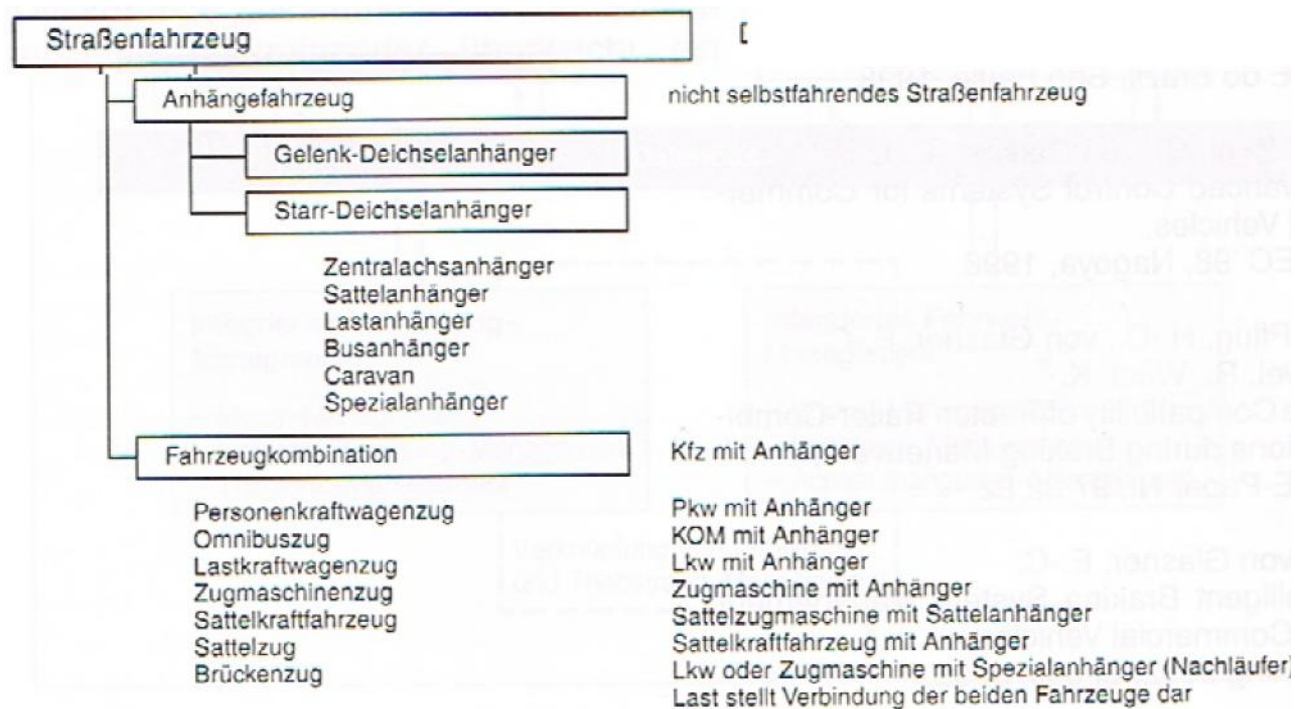 Straßenfahrzeug [
Anhängefahrzeug nicht selbstfahrendes Straßenfahrzeug
Gelenk-Deichselanhänger
Starr-Deichselanhänger
Zentralachsanhänger
Sattelanhänger
Lastanhänger
Busanhänger
Caravan
Spezialanhänger
Fahrzeugkombination Kfz mit Anhänger
Personenkraftwagenzug Pkw mit Anhänger
Omnibuszug KOM mit Anhänger
Lastkraftwagenzug Lkw mit Anhänger
Zugmaschinenzug Zugmaschine mit Anhänger
Sattelkraftfahrzeug Sattelzugmaschine mit Sattelanhänger
Sattelzug Sattelkraftfahrzeug mit Anhänger
Brückenzug Lkw oder Zugmaschine mit Spezialanhänger (Nachläufer)
Last stellt Verbindung der beiden Fahrzeuge dar